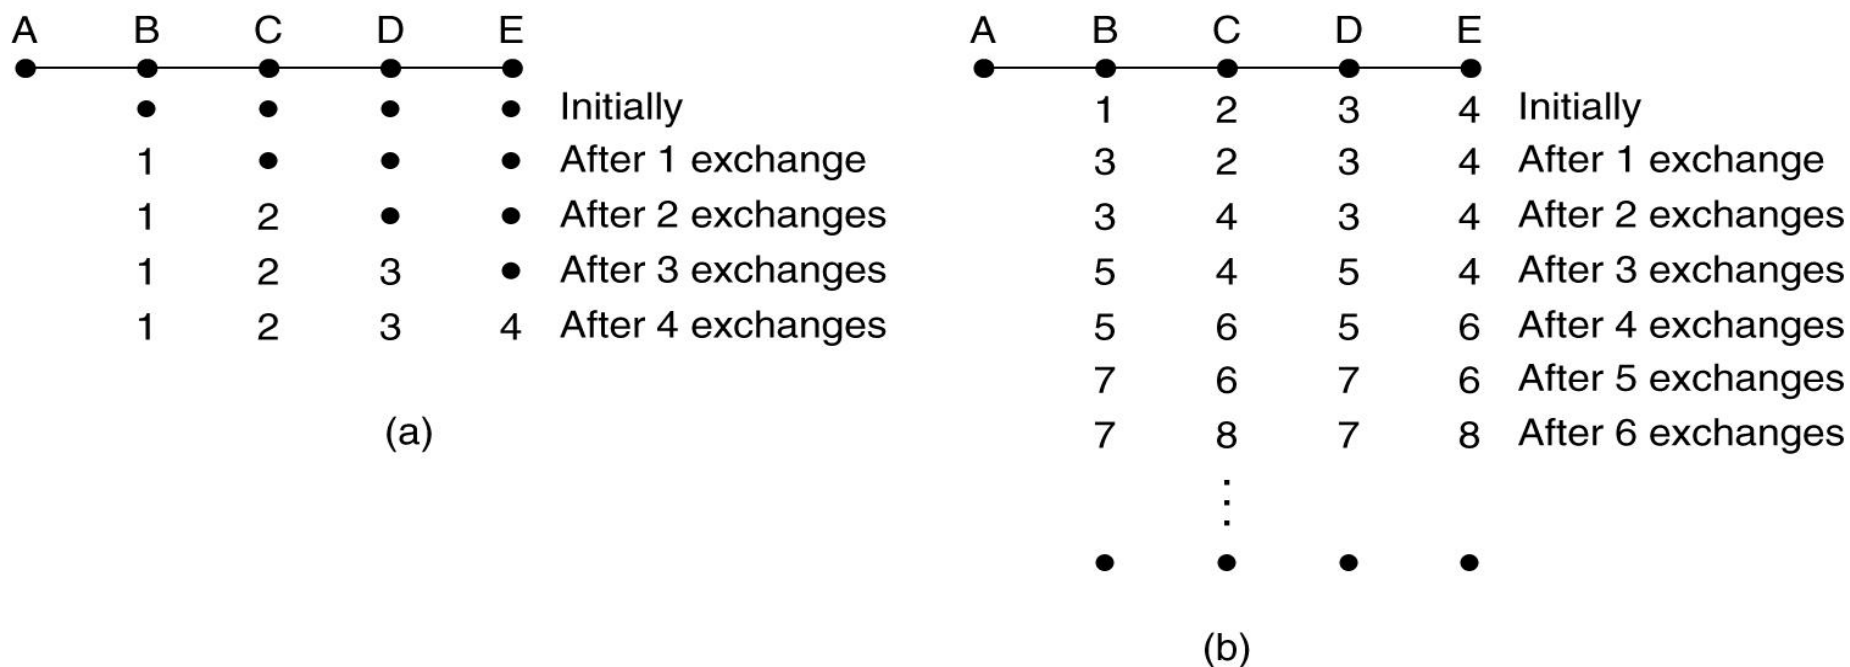 A B C D E
• • • • Initially
1 • • • After 1 exchange
1 2 • • After 2 exchanges
1 2 3 • After 3 exchanges
1 2 3 4 After 4 exchanges
(a)
A B C D E
1 2 3 4 Initially
3 2 3 4 After 1 exchange
3 4 3 4 After 2 exchanges
5 4 5 4 After 3 exchanges
5 6 5 6 After 4 exchanges
7 6 7 6 After 5 exchanges
7 8 7 8 After 6 exchanges
⋮
• • • •
(b)